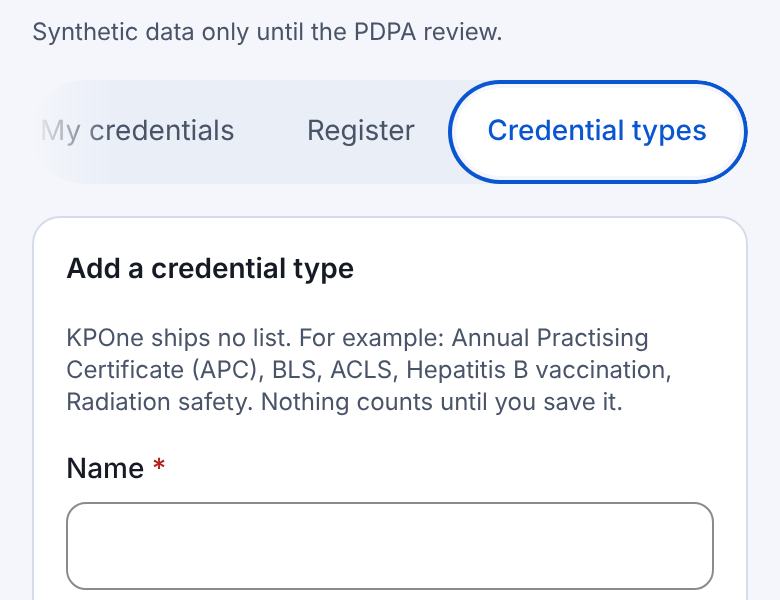 Synthetic data only until the PDPA review.
My credentials
Register
Credential types
Add a credential type
KPOne ships no list. For example: Annual Practising
Certificate (APC), BLS, ACLS, Hepatitis B vaccination,
Radiation safety. Nothing counts until you save it.
Name *